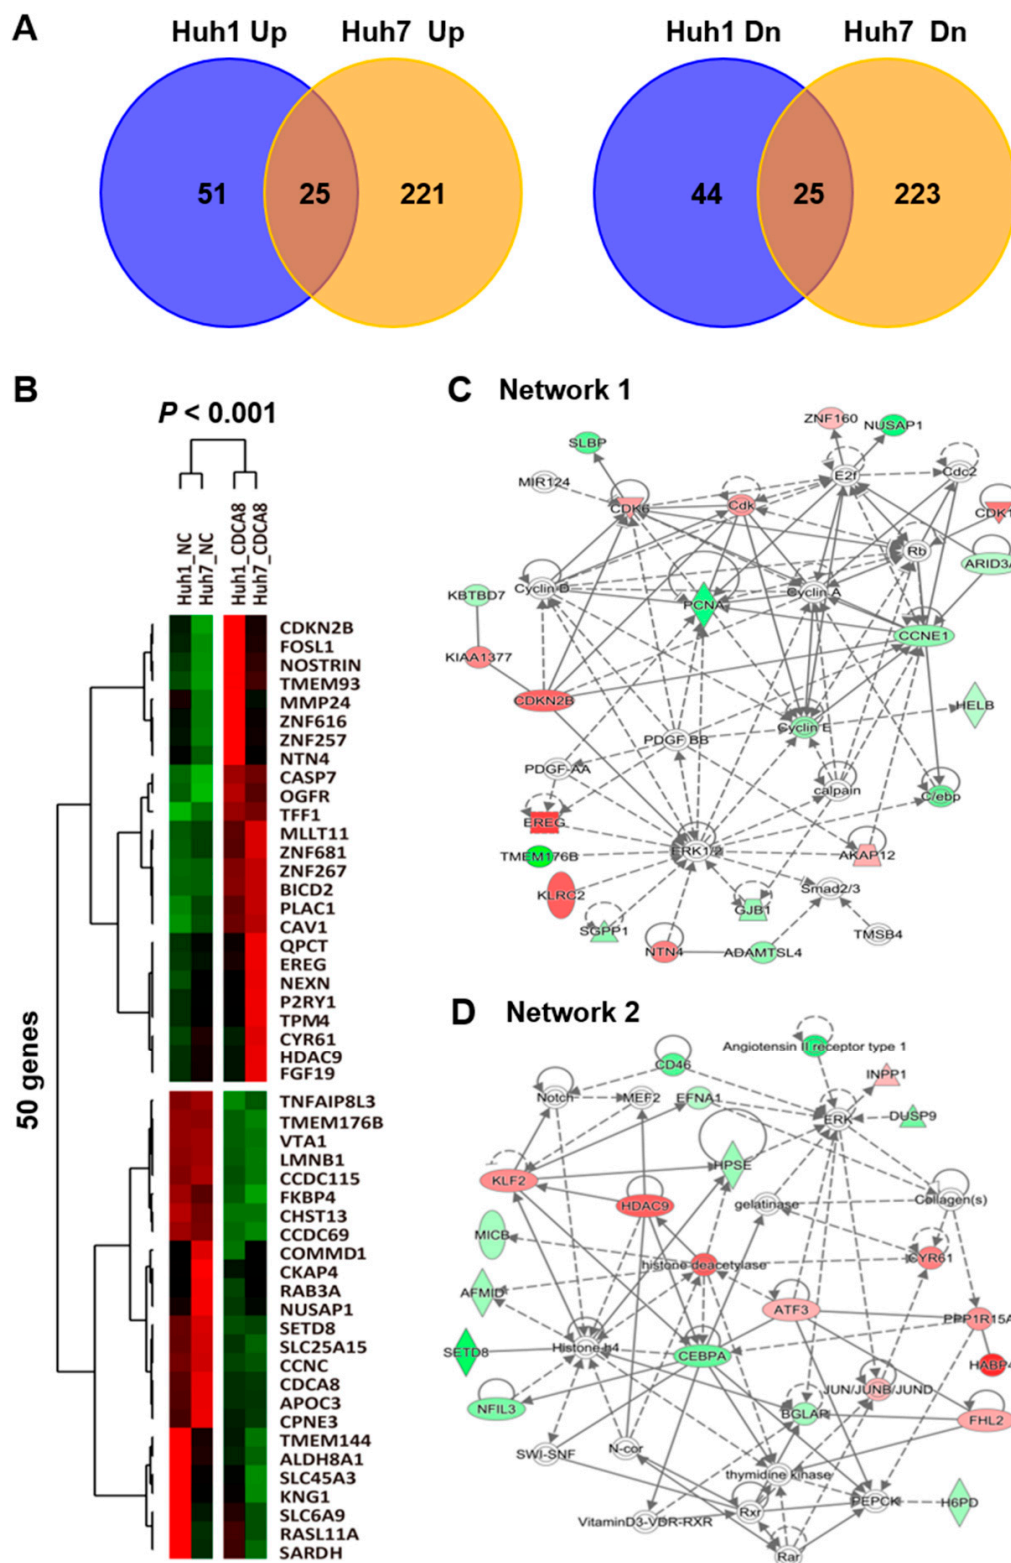 A
Huh1 Up
Huh7 Up
Huh1 Dn
Huh7 Dn
51
25
221
44
25
223
B
P < 0.001
Huh1_NC
Huh7_NC
Huh1_CDCA8
Huh7_CDCA8
50 genes
CDKN2B
FOSL1
NOSTRIN
TMEM93
MMP24
ZNF616
ZNF257
NTN4
CASP7
OGFR
TFF1
MLLT11
ZNF681
ZNF267
BICD2
PLAC1
CAV1
QPCT
EREG
NEXN
P2RY1
TPM4
CYR61
HDAC9
FGF19
TNFAIP8L3
TMEM176B
VTA1
LMNB1
CCDC115
FKBP4
CHST13
CCDC69
COMMD1
CKAP4
RAB3A
NUSAP1
SETD8
SLC25A15
CCNC
CDCA8
APOC3
CPNE3
TMEM144
ALDH8A1
SLC45A3
KNG1
SLC6A9
RASL11A
SARDH
C
Network 1
ZNF160
NUSAP1
SLBP
MIR124
E2f
Cdc2
CDK6
Cdk
CDK1
Rb
ARID3A
KBTBD7
Cyclin D
PCNA
Cyclin A
CCNE1
KIAA1377
CDKN2B
HELB
PDGF BB
Cyclin E
PDGF-AA
calpain
C/ebp
EREG
TMEM176B
ERK1/2
AKAP12
KLRC2
Smad2/3
GJB1
SGPP1
TMSB4
NTN4
ADAMTSL4
D
Network 2
Angiotensin II receptor type 1
CD46
INPP1
Notch
MEF2
EFNA1
ERK
DUSP9
HPSE
KLF2
HDAC9
gelatinase
Collagen(s)
MICB
histone deacetylase
CYR61
AFMID
ATF3
PPP1R15A
SETD8
Histone h4
CEBPA
HABP4
JUN/JUNB/JUND
NFIL3
BGLAP
FHL2
SWI-SNF
N-cor
thymidine kinase
VitaminD3-VDR-RXR
Rxr
PEPCK
H6PD
Rar